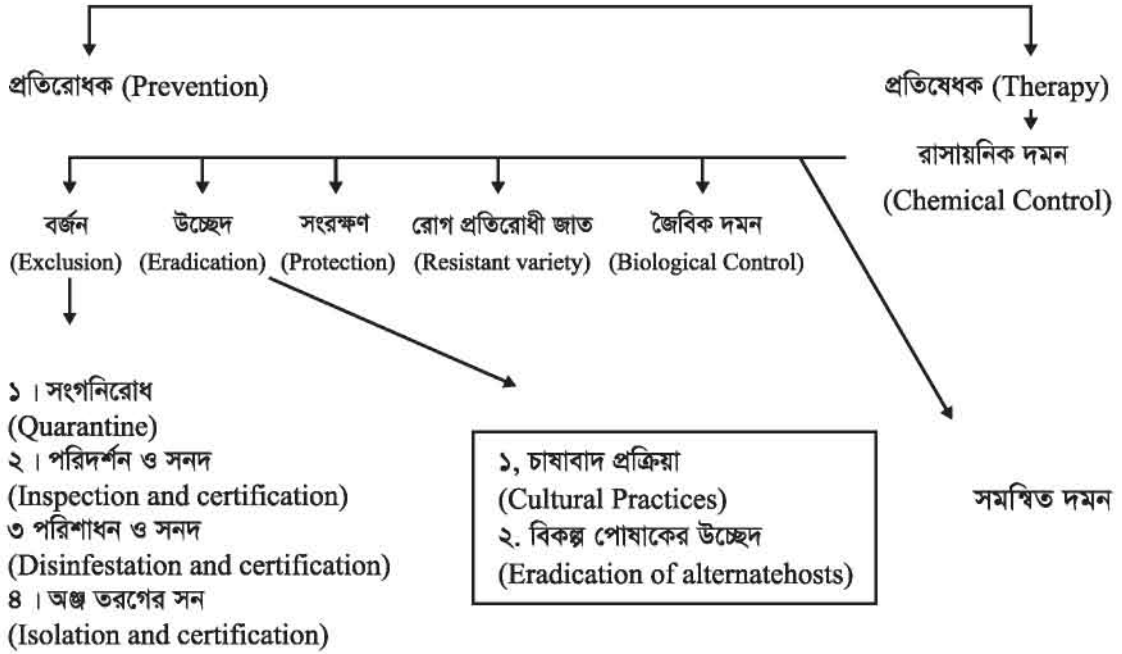 প্রতিরোধক (Prevention)
প্রতিষেধক (Therapy)
রাসায়নিক দমন
(Chemical Control)
বর্জন
(Exclusion)
উচ্ছেদ
(Eradication)
সংরক্ষণ
(Protection)
রোগ প্রতিরোধী জাত
(Resistant variety)
জৈবিক দমন
(Biological Control)
১ । সংগনিরোধ
(Quarantine)
২ । পরিদর্শন ও সনদ
(Inspection and certification)
৩ পরিশাধন ও সনদ
(Disinfestation and certification)
৪ । অঞ্জ তরণের সন
(Isolation and certification)
১, চাষাবাদ প্রক্রিয়া
(Cultural Practices)
২. বিকল্প পোষাকের উচ্ছেদ
(Eradication of alternatehosts)
সমন্বিত দমন